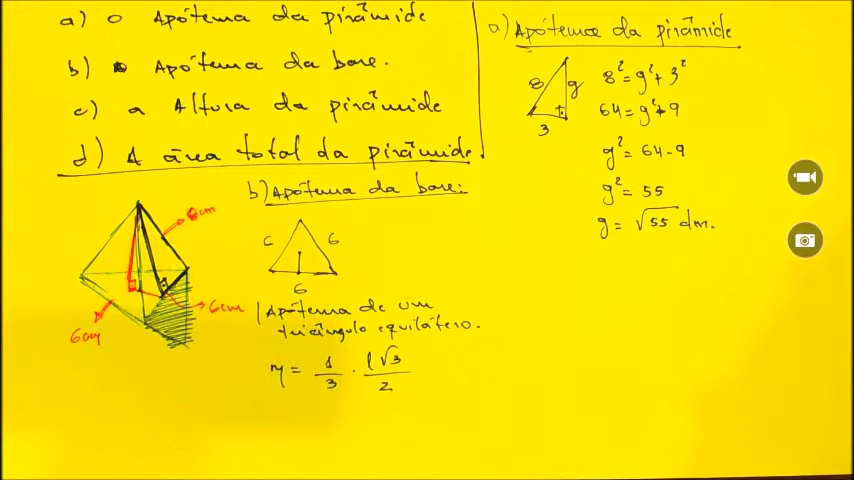 a) o Apótema da pirâmide
b) o Apótema da base.
c) a Altura da pirâmide
d) A área total da pirâmide
a) Apótema da pirâmide
8 g
3
8² = g² + 3²
64 = g² + 9
g² = 64 - 9
g² = 55
g = √55 dm.
b) Apótema da base:
6 6
6
cm
6cm
6cm
Apótema de um
triângulo equilátero.
m = 1/3 . l√3/2